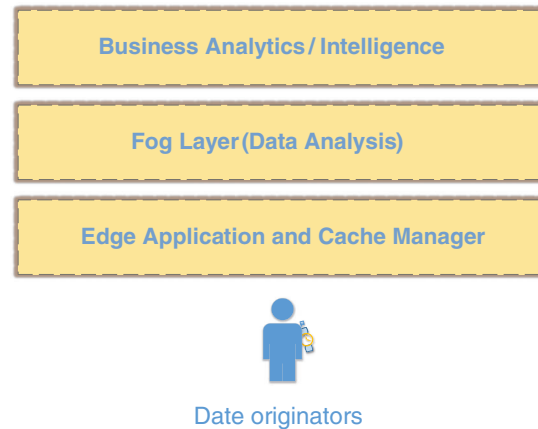 Business Analytics / Intelligence
Fog Layer (Data Analysis)
Edge Application and Cache Manager
Date originators